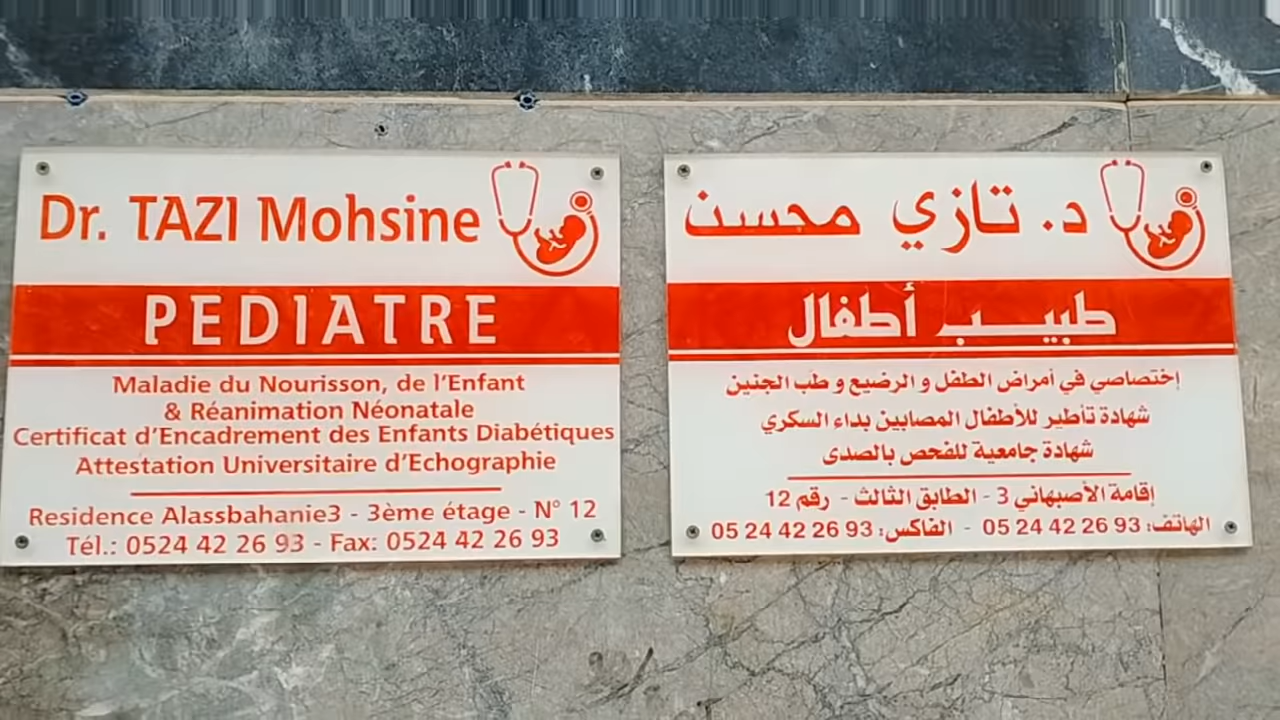 Dr. TAZI Mohsine
PEDIATRE
Maladie du Nourisson, de l'Enfant
& Réanimation Néonatale
Certificat d'Encadrement des Enfants Diabétiques
Attestation Universitaire d'Echographie
Residence Alassbahanie3 - 3ème étage - N° 12
Tél.: 0524 42 26 93 - Fax: 0524 42 26 93
د. تازي محسن
طبيب أطفال
إختصاصي في أمراض الطفل و الرضيع و طب الجنين
شهادة تأطير للأطفال المصابين بداء السكري
شهادة جامعية للفحص بالصدى
إقامة الأصبهاني 3 - الطابق الثالث - رقم 12
الهاتف: 05 24 42 26 93 - الفاكس: 05 24 42 26 93